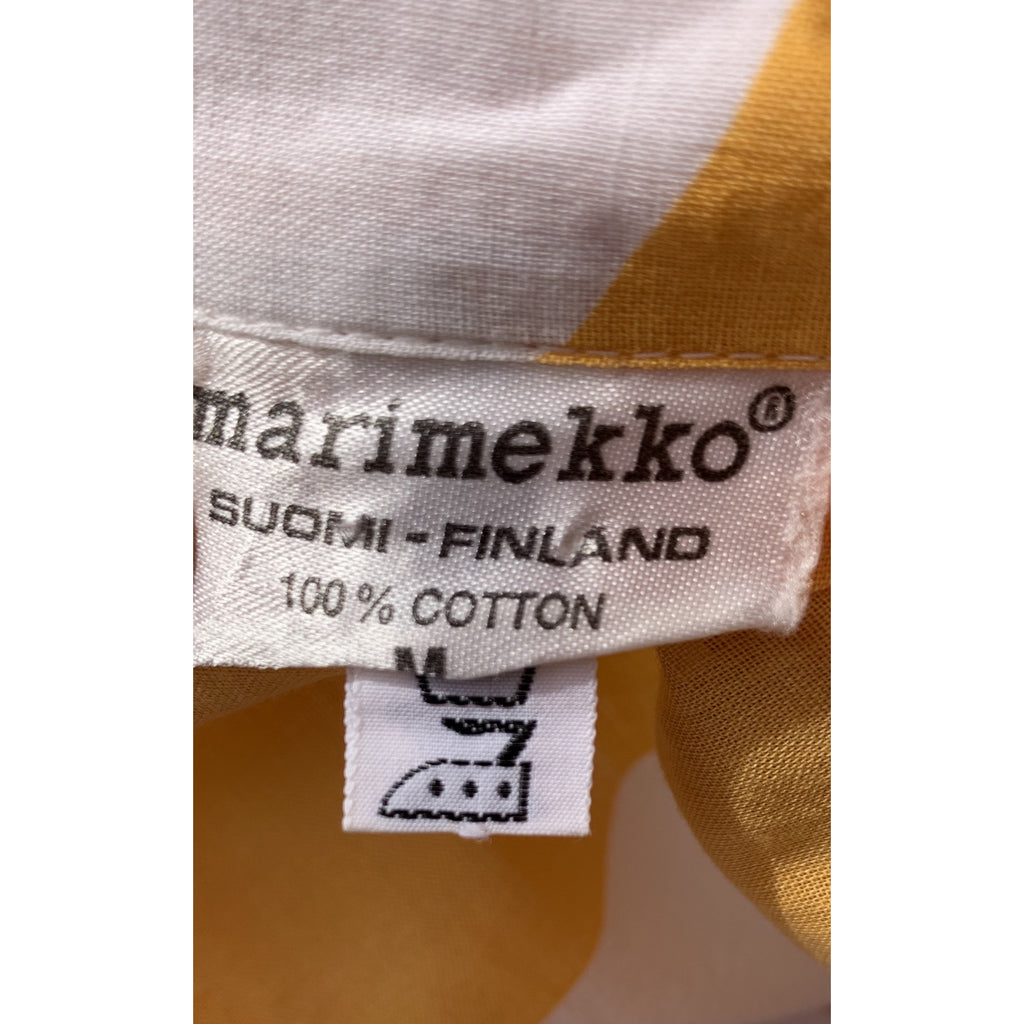 marimekko®
SUOMI - FINLAND
100 % COTTON
M